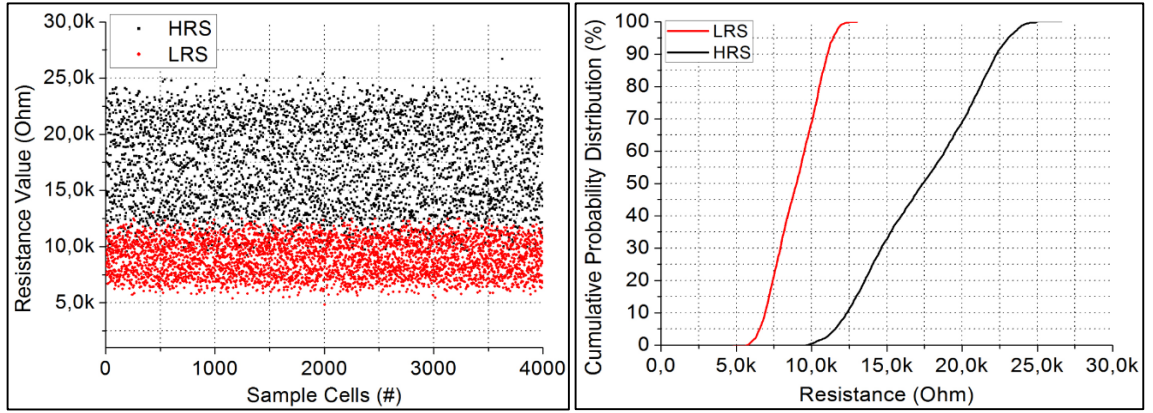 30,0k
25,0k
20,0k
15,0k
10,0k
5,0k
Resistance Value (Ohm)
HRS
LRS
0 1000 2000 3000 4000
Sample Cells (#)
100
90
80
70
60
50
40
30
20
10
0
Cumulative Probability Distribution (%)
LRS
HRS
0,0 5,0k 10,0k 15,0k 20,0k 25,0k 30,0k
Resistance (Ohm)